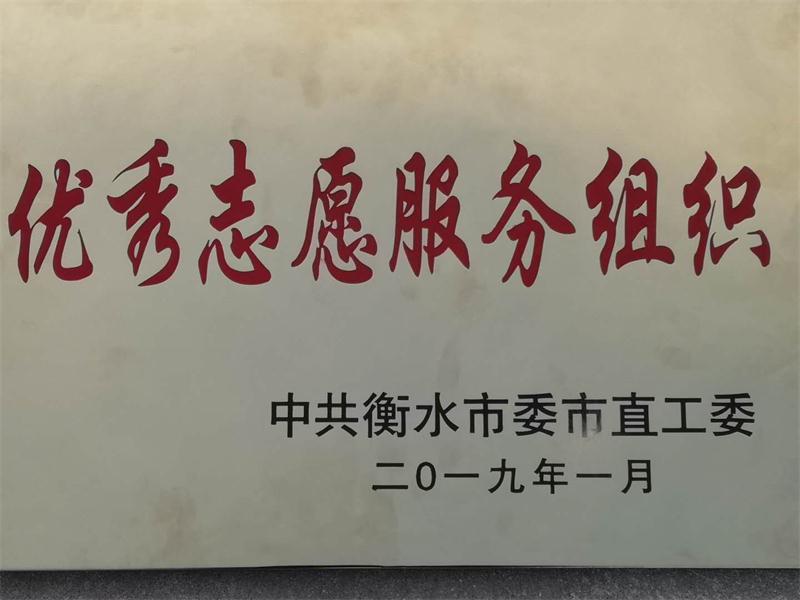 优秀志愿服务组织
中共衡水市委市直工委
二0一九年一月